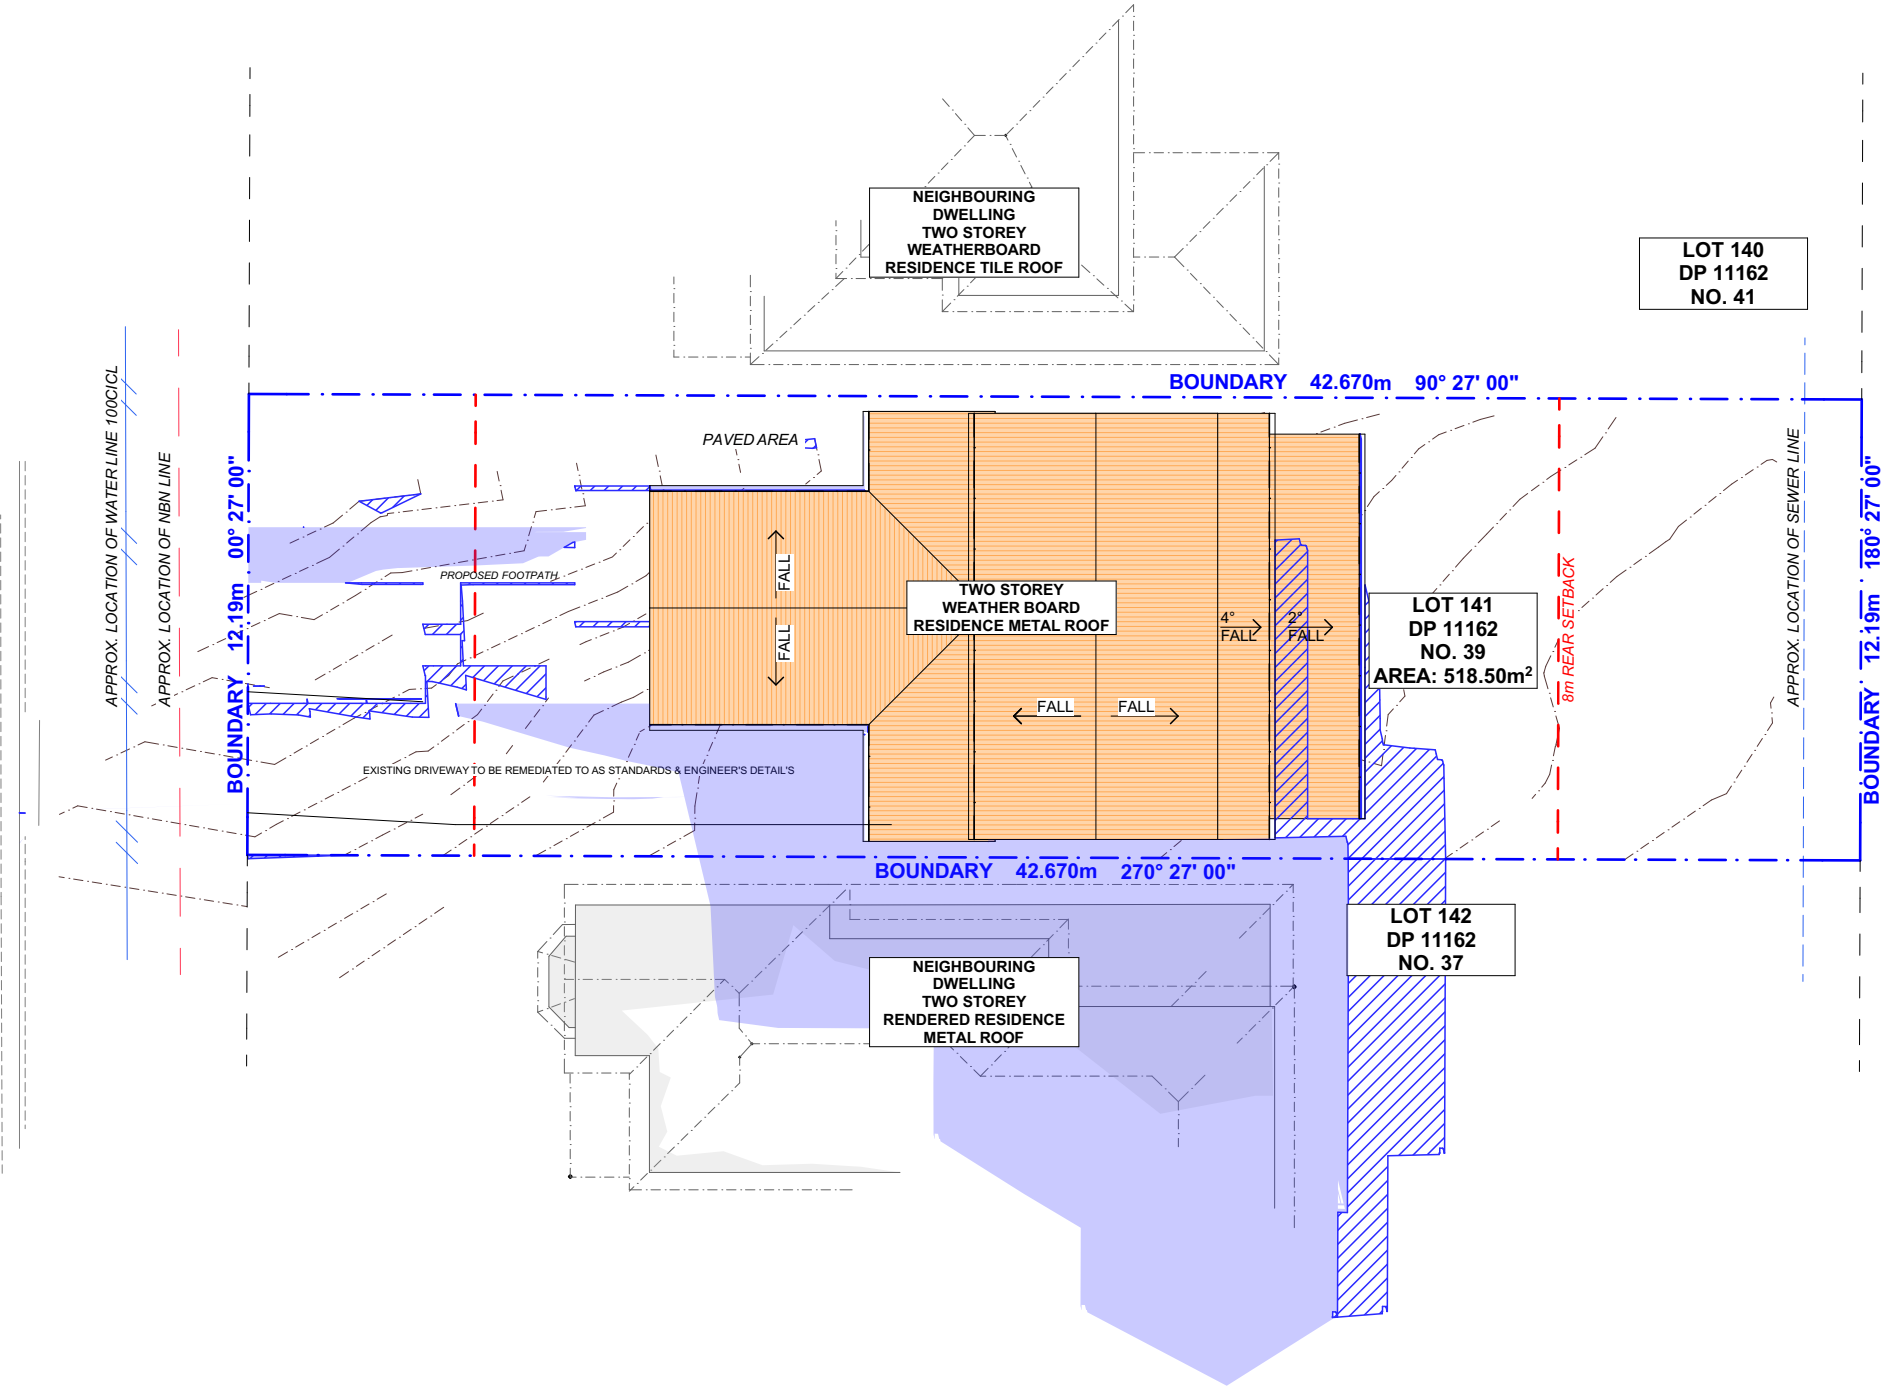 NEIGHBOURING
DWELLING
TWO STOREY
WEATHERBOARD
RESIDENCE TILE ROOF
LOT 140
DP 11162
NO. 41
BOUNDARY 42.670m 90° 27' 00"
APPROX. LOCATION OF WATER LINE 100CICL
APPROX. LOCATION OF NBN LINE
BOUNDARY 12.19m 00° 27' 00"
PAVED AREA
PROPOSED FOOTPATH
FALL
FALL
TWO STOREY
WEATHER BOARD
RESIDENCE METAL ROOF
4°
FALL
2°
FALL
FALL
FALL
LOT 141
DP 11162
NO. 39
AREA: 518.50m²
8m REAR SETBACK
APPROX. LOCATION OF SEWER LINE
BOUNDARY 12.19m 180° 27' 00"
EXISTING DRIVEWAY TO BE REMEDIATED TO AS STANDARDS & ENGINEER'S DETAIL'S
BOUNDARY 42.670m 270° 27' 00"
LOT 142
DP 11162
NO. 37
NEIGHBOURING
DWELLING
TWO STOREY
RENDERED RESIDENCE
METAL ROOF